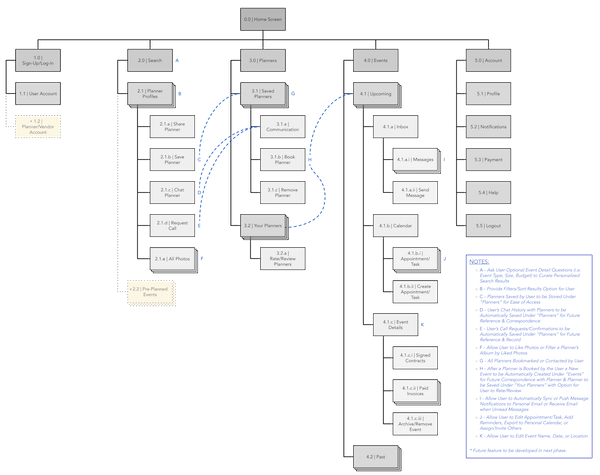 0.0 | Home Screen
1.0 |
Sign-Up/Log-In
1.1 | User Account
* 1.2 |
Planner/Vendor
Account
2.0 | Search
A
2.1 | Planner
Profiles
B
2.1.a | Share
Planner
2.1.b | Save
Planner
C
2.1.c | Chat
Planner
D
2.1.d | Request
Call
E
2.1.e | All Photos
F
*2.2 | Pre-Planned
Events
3.0 | Planners
3.1 | Saved
Planners
G
3.1.a |
Communication
3.1.b | Book
Planner
H
3.1.c | Remove
Planner
3.2 | Your Planners
3.2.a |
Rate/Review
Planners
4.0 | Events
4.1 | Upcoming
4.1.a | Inbox
4.1.a.i | Messages
I
4.1.a.ii | Send
Message
4.1.b | Calendar
4.1.b.i |
Appointment/
Task
J
4.1.b.ii | Create
Appointment/
Task
4.1.c | Event
Details
K
4.1.c.i | Signed
Contracts
4.1.c.ii | Paid
Invoices
4.1.c.iii |
Archive/Remove
Event
4.2 | Past
5.0 | Account
5.1 | Profile
5.2 | Notifications
5.3 | Payment
5.4 | Help
5.5 | Logout
NOTES:
A - Ask User Optional Event Detail Questions (i.e
Event Type, Size, Budget) to Curate Personalized
Search Results
B - Provide Filters/Sort Results Option for User
C - Planners Saved by User to be Stored Under
"Planners" for Ease of Access
D - User's Chat History with Planners to be
Automatically Saved Under "Planners" for Future
Reference & Correspondence
E - User's Call Requests/Confirmations to be
Automatically Saved Under "Planners" for Future
Reference & Record
F - Allow User to Like Photos or Filter a Planner's
Album by Liked Photos
G - All Planners Bookmarked or Contacted by User
H - After a Planner is Booked by the User a New
Event to be Automatically Created Under "Events"
for Future Correspondence with Planner & Planner to
be Saved Under "Your Planners" with Option for
User to Rate/Review
I - Allow User to Automatically Sync or Push Message
Notifications to Personal Email or Receive Email
when Unread Messages
J - Allow User to Edit Appointment/Task, Add
Reminders, Export to Personal Calendar, or
Assign/Invite Others
K - Allow User to Edit Event Name, Date, or Location
* Future feature to be developed in next phase